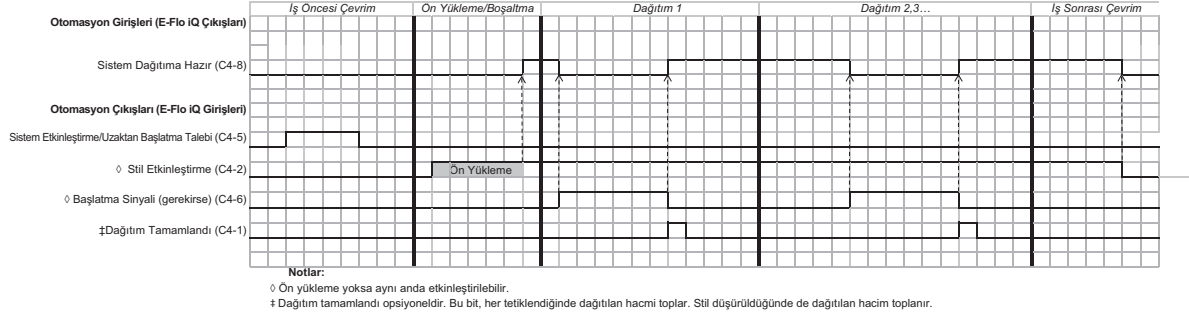 İş Öncesi Çevrim
Ön Yükleme/Boşaltma
Dağıtım 1
Dağıtım 2,3…
İş Sonrası Çevrim
Otomasyon Girişleri (E-Flo iQ Çıkışları)
Sistem Dağıtıma Hazır (C4-8)
Otomasyon Çıkışları (E-Flo iQ Girişleri)
Sistem Etkinleştirme/Uzaktan Başlatma Talebi (C4-5)
◊ Stil Etkinleştirme (C4-2)
Ön Yükleme
◊ Başlatma Sinyali (gerekirse) (C4-6)
‡Dağıtım Tamamlandı (C4-1)
Notlar:
◊ Ön yükleme yoksa aynı anda etkinleştirilebilir.
‡ Dağıtım tamamlandı opsiyoneldir. Bu bit, her tetiklendiğinde dağıtılan hacmi toplar. Stil düşürüldüğünde de dağıtılan hacim toplanır.